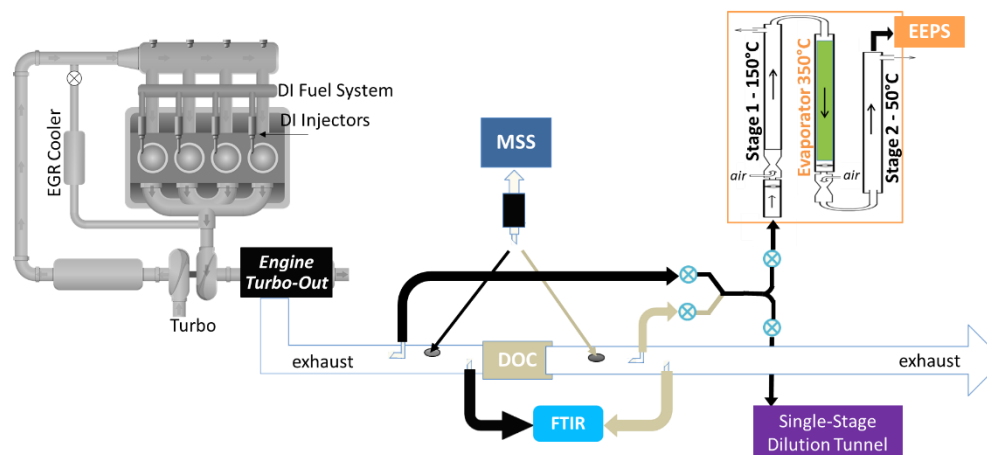 DI Fuel System
DI Injectors
EGR Cooler
Turbo
Engine
Turbo-Out
exhaust
MSS
DOC
FTIR
Stage 1 - 150°C
Evaporator 350°C
Stage 2 - 50°C
air
air
EEPS
exhaust
Single-Stage
Dilution Tunnel